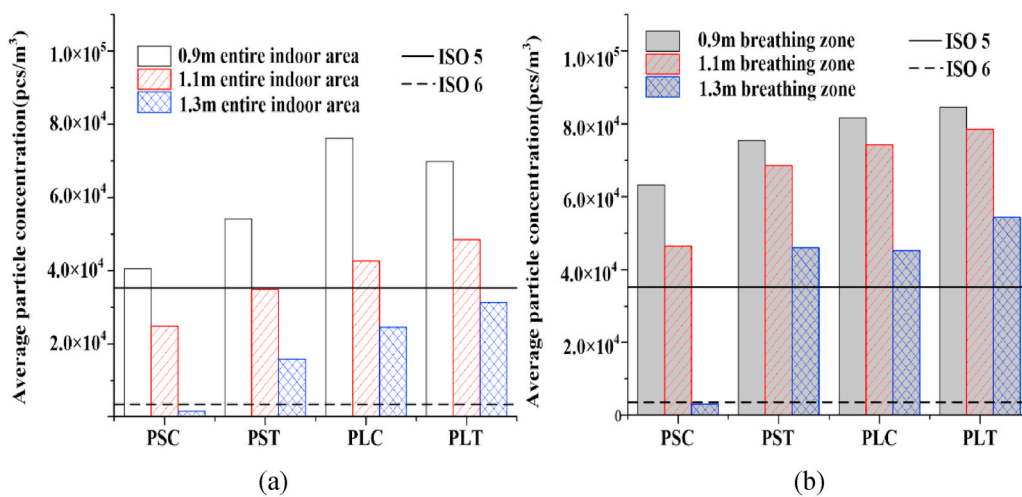 Average particle concentration(pcs/m³)
1.0×10⁵
8.0×10⁴
6.0×10⁴
4.0×10⁴
2.0×10⁴
0.9m entire indoor area
1.1m entire indoor area
1.3m entire indoor area
ISO 5
ISO 6
PSC PST PLC PLT
(a)
Average particle concentration(pcs/m³)
1.0×10⁵
8.0×10⁴
6.0×10⁴
4.0×10⁴
2.0×10⁴
0
0.9m breathing zone
1.1m breathing zone
1.3m breathing zone
ISO 5
ISO 6
PSC PST PLC PLT
(b)